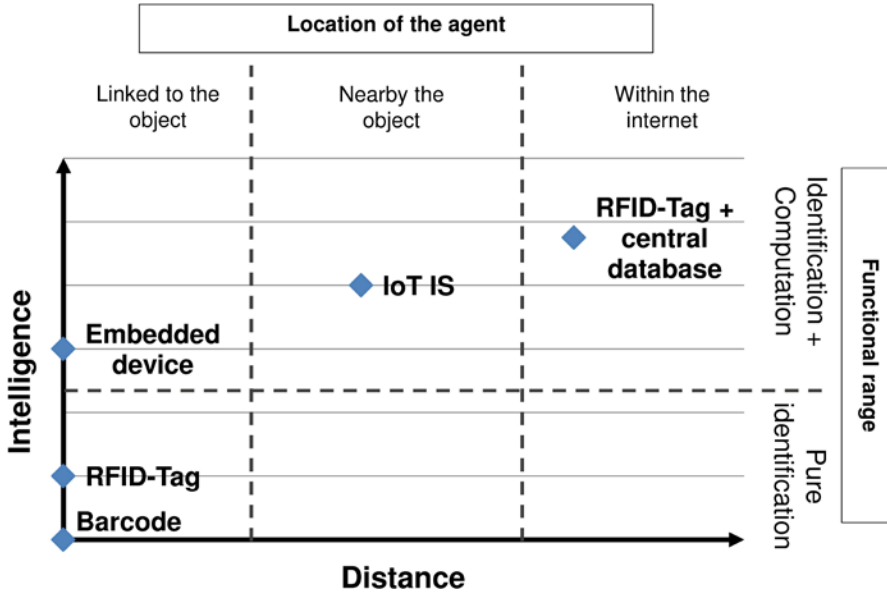 Location of the agent
Linked to the
object
Nearby the
object
Within the
internet
RFID-Tag +
central
database
IoT IS
Embedded
device
RFID-Tag
Barcode
Intelligence
Distance
Identification +
Computation
Pure
identification
Functional range